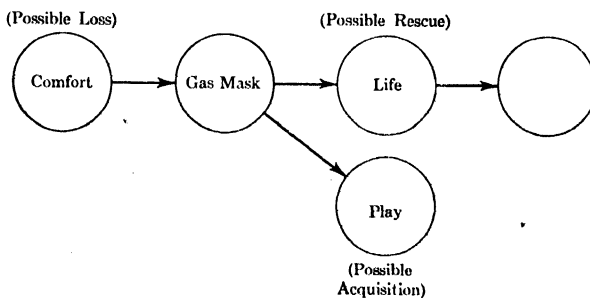 (Possible Loss)
(Possible Rescue)
Comfort
Gas Mask
Life
Play
(Possible
Acquisition)